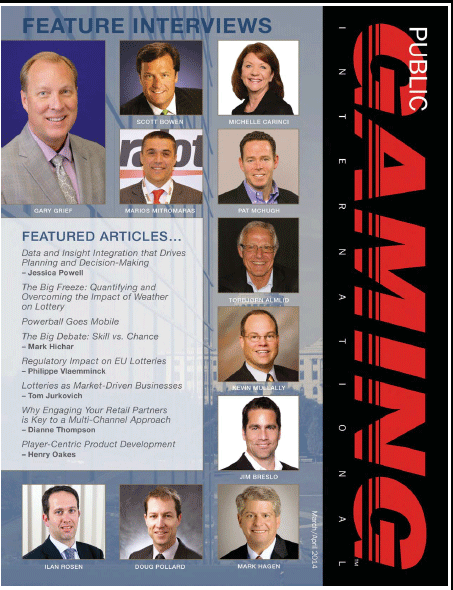 FEATURE INTERVIEWS
SCOTT BOWEN
MICHELLE CARINCI
GARY GRIEF
MARIOS MITROMARAS
PAT MCHUGH
FEATURED ARTICLES...
Data and Insight Integration that Drives
Planning and Decision-Making
– Jessica Powell
The Big Freeze: Quantifying and
Overcoming the Impact of Weather
on Lottery
Powerball Goes Mobile
The Big Debate: Skill vs. Chance
– Mark Hichar
Regulatory Impact on EU Lotteries
– Philippe Vlaemminck
Lotteries as Market-Driven Businesses
– Tom Jurkovich
Why Engaging Your Retail Partners
is Key to a Multi-Channel Approach
– Dianne Thompson
Player-Centric Product Development
– Henry Oakes
TORBJORN ALMLID
KEVIN MULLALLY
JIM BRESLO
ILAN ROSEN
DOUG POLLARD
MARK HAGEN
March/April 2014
PUBLIC
GAMING
INTERNATIONAL
TM